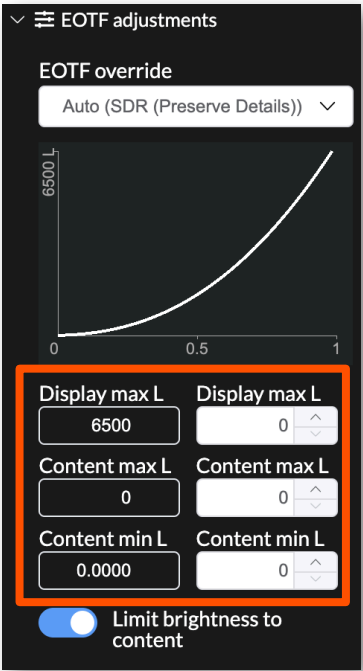 EOTF adjustments
EOTF override
Auto (SDR (Preserve Details))
6500 L
0 0.5 1
Display max L Display max L
6500 0
Content max L Content max L
0 0
Content min L Content min L
0.0000 0
Limit brightness to
content